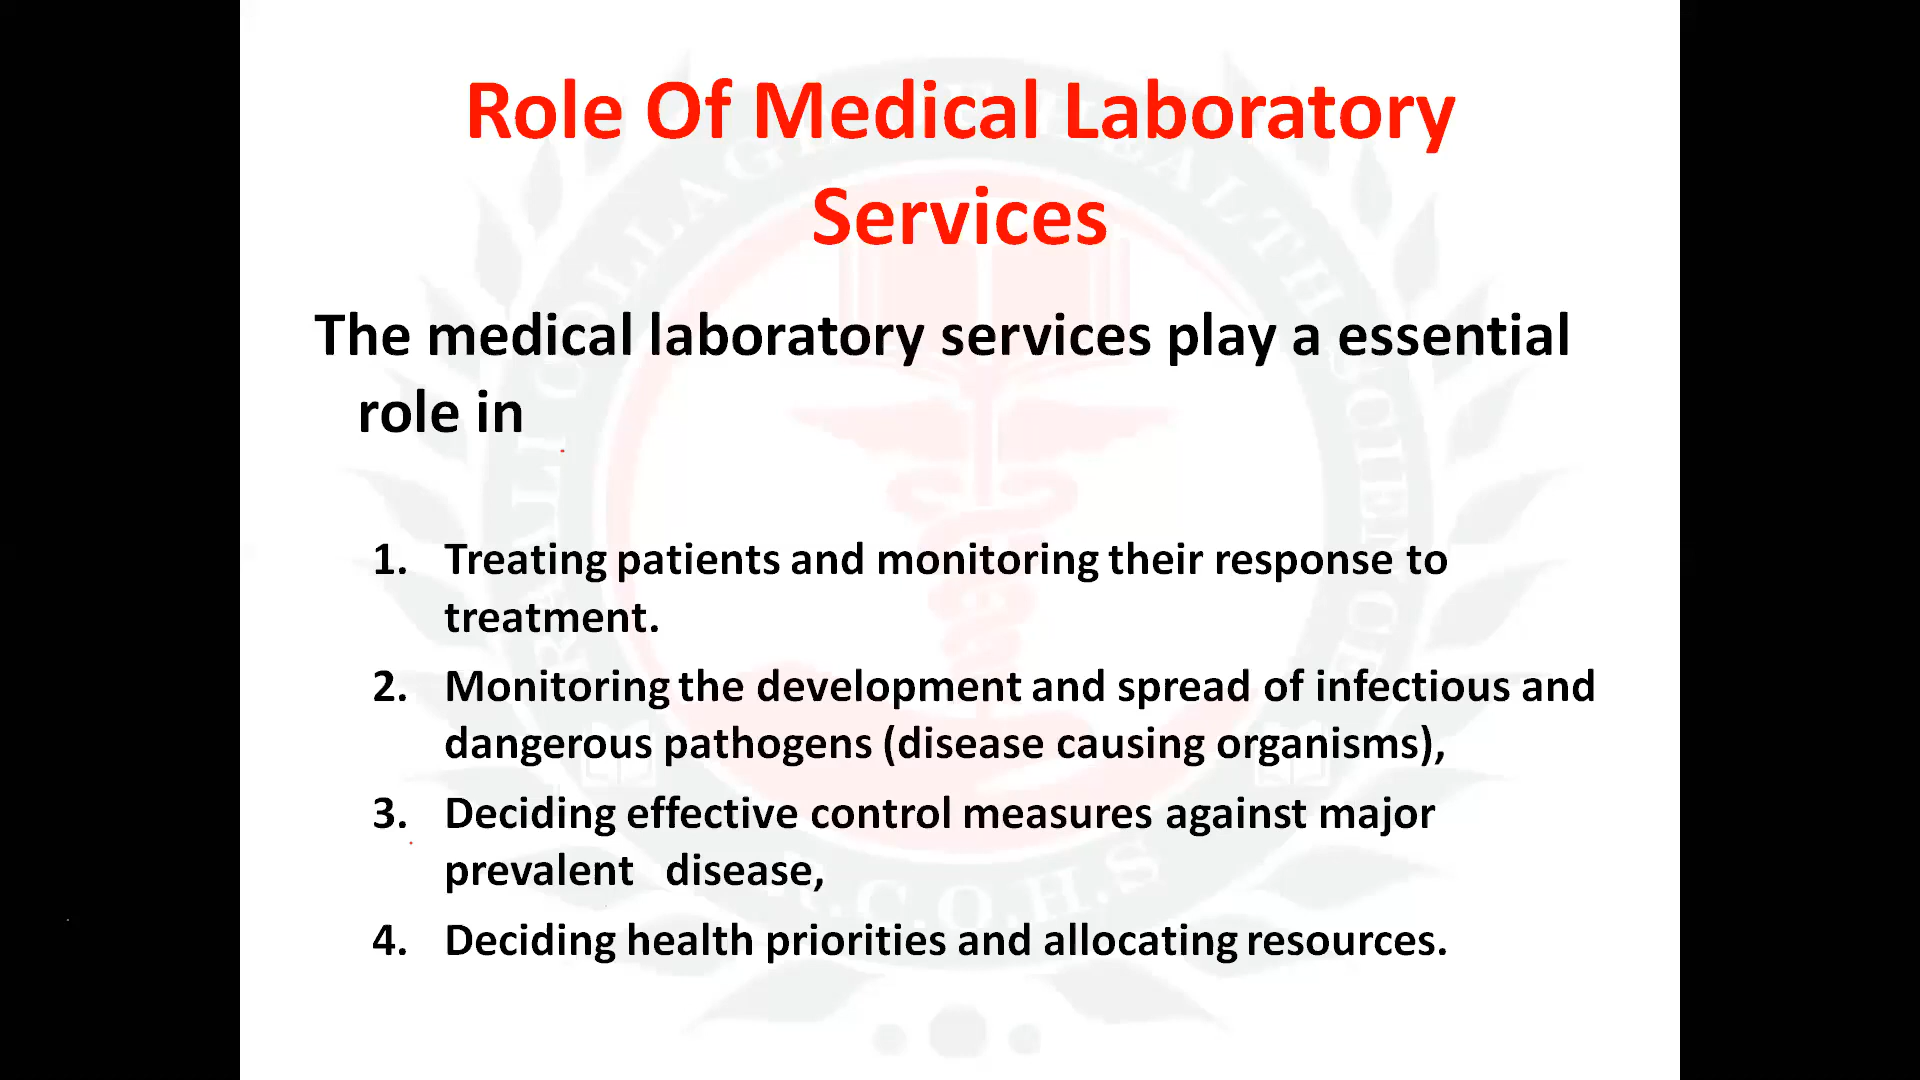 Role Of Medical Laboratory
Services
The medical laboratory services play a essential
role in
1. Treating patients and monitoring their response to
treatment.
2. Monitoring the development and spread of infectious and
dangerous pathogens (disease causing organisms),
3. Deciding effective control measures against major
prevalent disease,
4. Deciding health priorities and allocating resources.
R.C.O.H.S